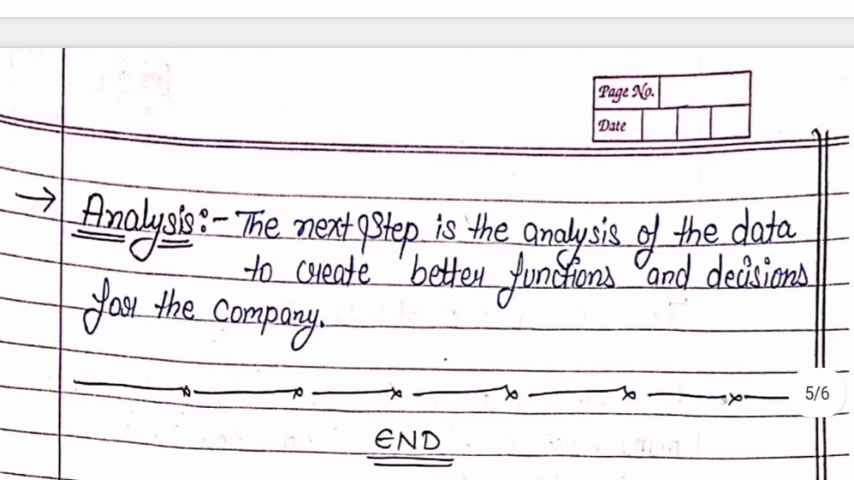 Page No.
Date
→ Analysis:- The next step is the analysis of the data
to create better functions and decisions
for the company.
5/6
END